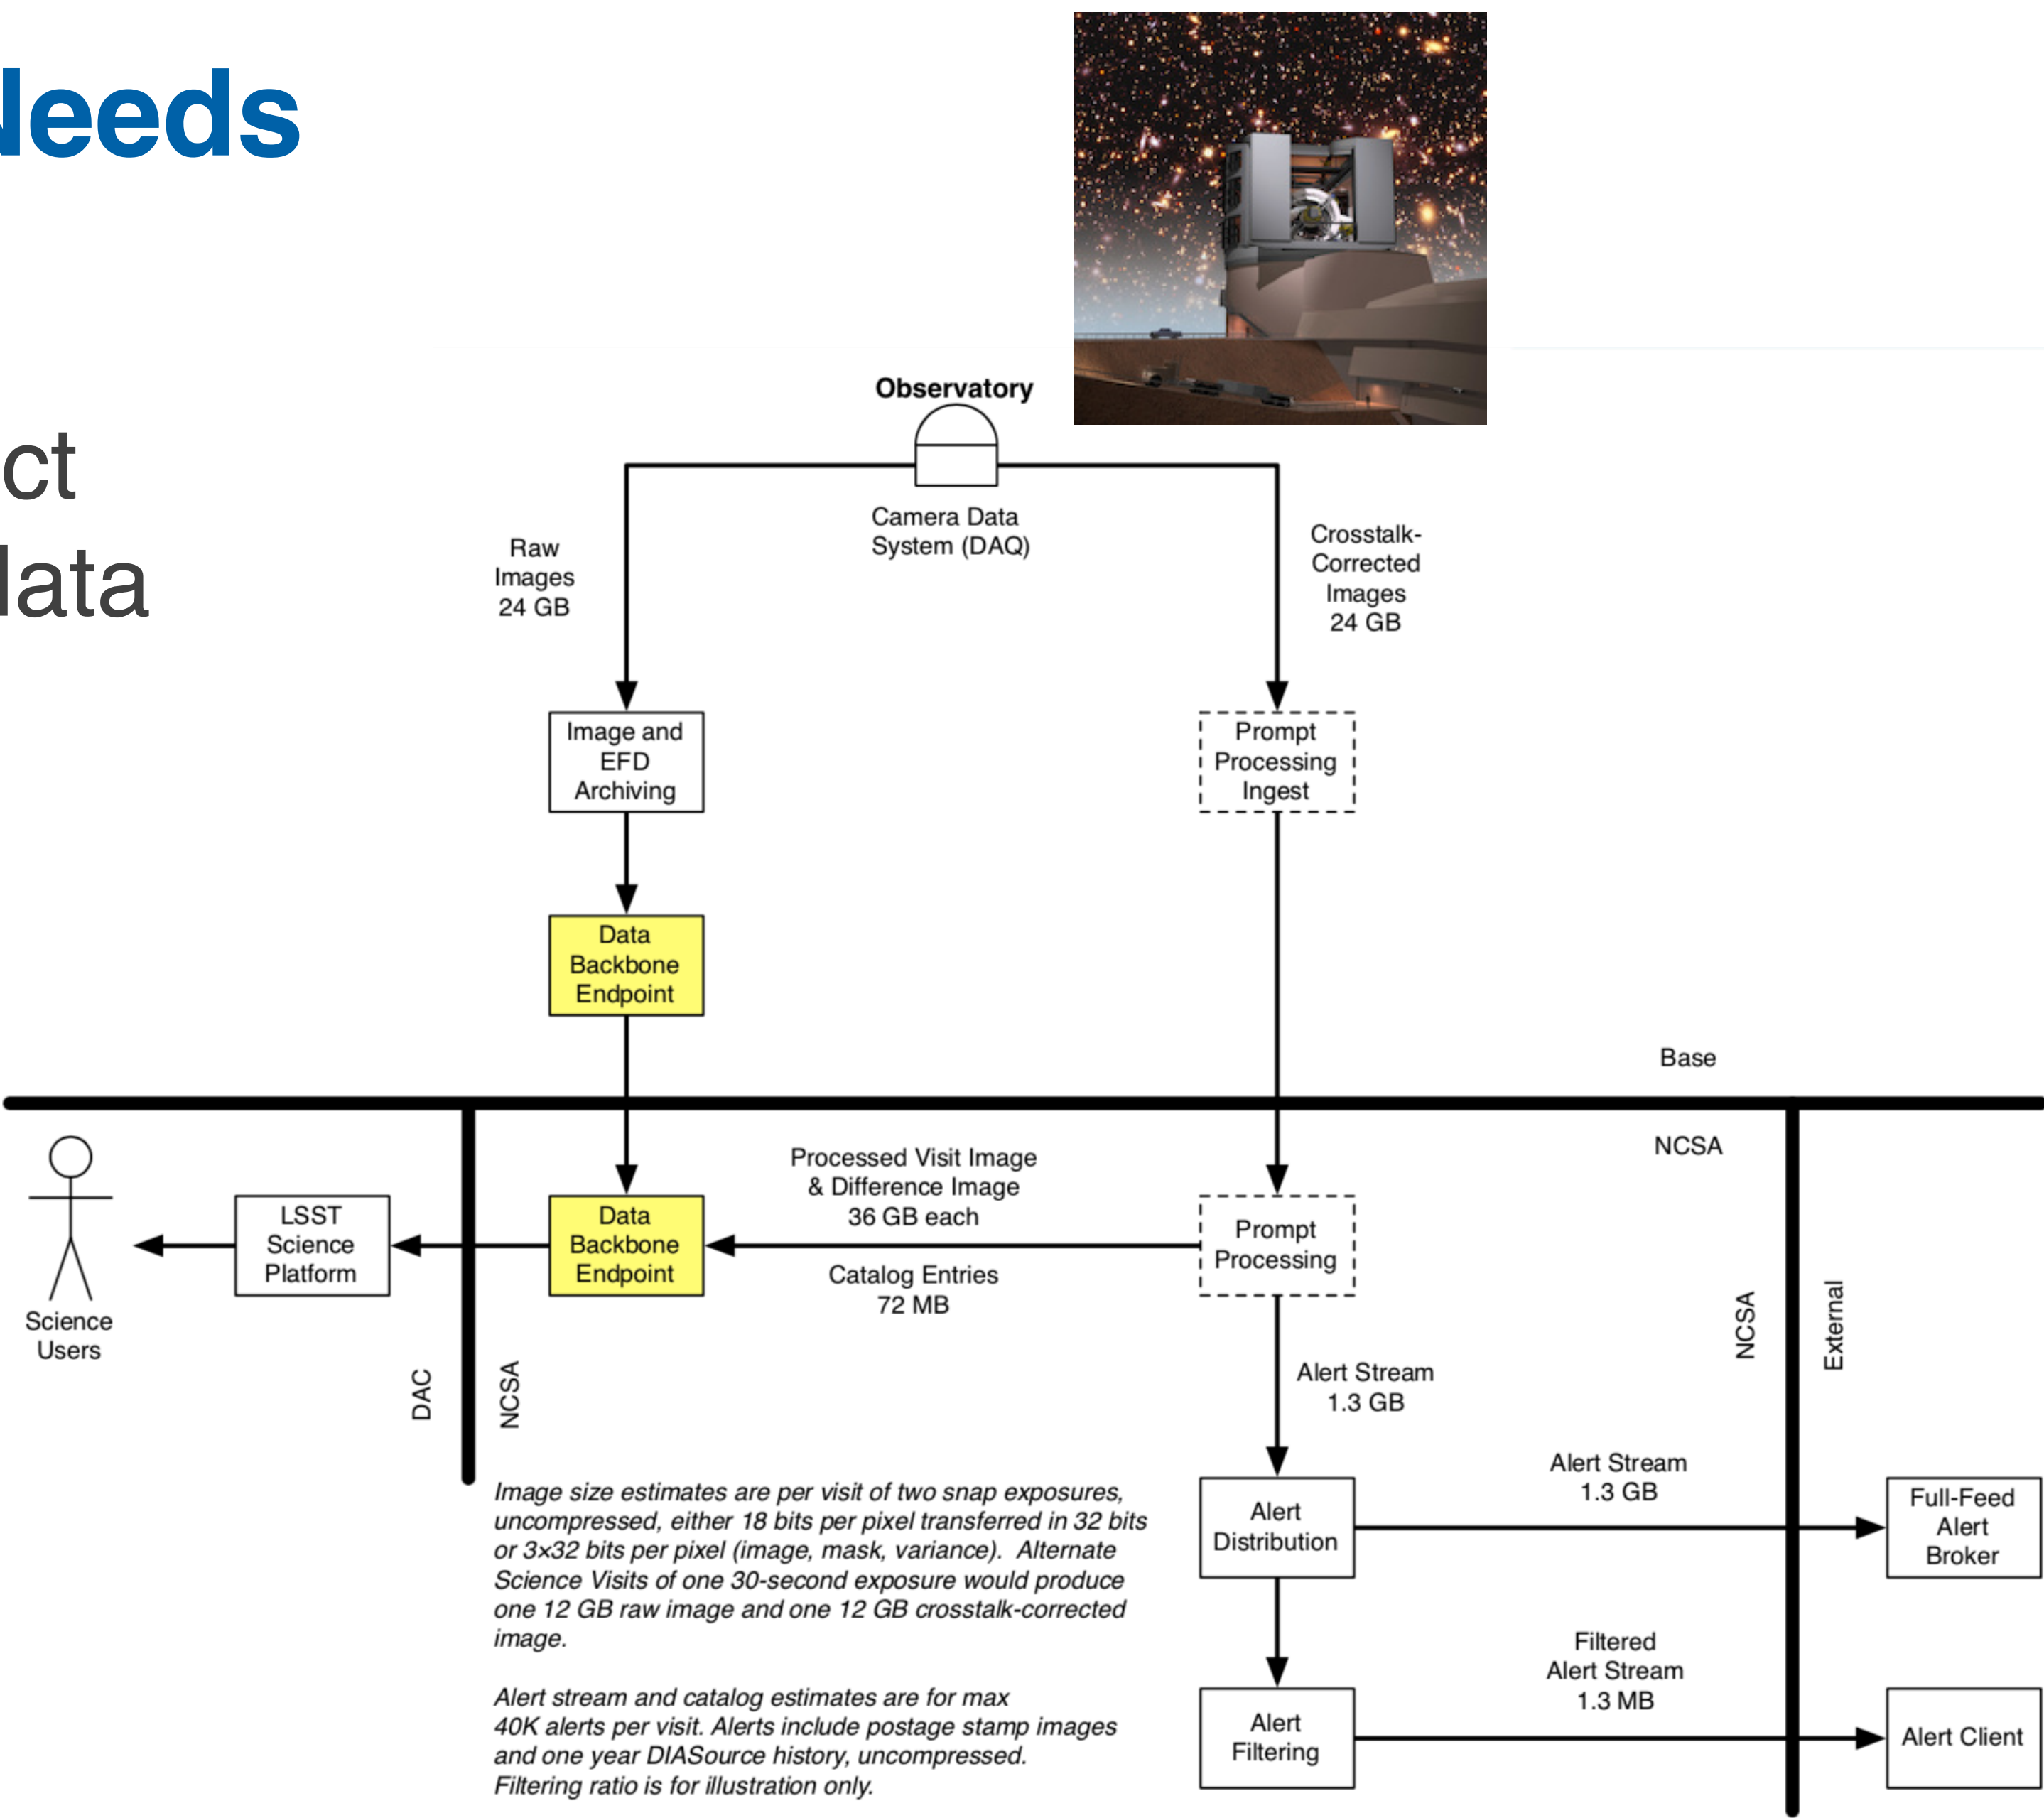 Needs
ct
data
Observatory
Camera Data
System (DAQ)
Raw
Images
24 GB
Crosstalk-
Corrected
Images
24 GB
Image and
EFD
Archiving
Prompt
Processing
Ingest
Data
Backbone
Endpoint
Base
NCSA
Science
Users
LSST
Science
Platform
DAC
NCSA
Data
Backbone
Endpoint
Processed Visit Image
& Difference Image
36 GB each
Catalog Entries
72 MB
Prompt
Processing
NCSA
External
Alert Stream
1.3 GB
Alert
Distribution
Alert Stream
1.3 GB
Full-Feed
Alert
Broker
Image size estimates are per visit of two snap exposures,
uncompressed, either 18 bits per pixel transferred in 32 bits
or 3×32 bits per pixel (image, mask, variance). Alternate
Science Visits of one 30-second exposure would produce
one 12 GB raw image and one 12 GB crosstalk-corrected
image.
Alert stream and catalog estimates are for max
40K alerts per visit. Alerts include postage stamp images
and one year DIASource history, uncompressed.
Filtering ratio is for illustration only.
Alert
Filtering
Filtered
Alert Stream
1.3 MB
Alert Client